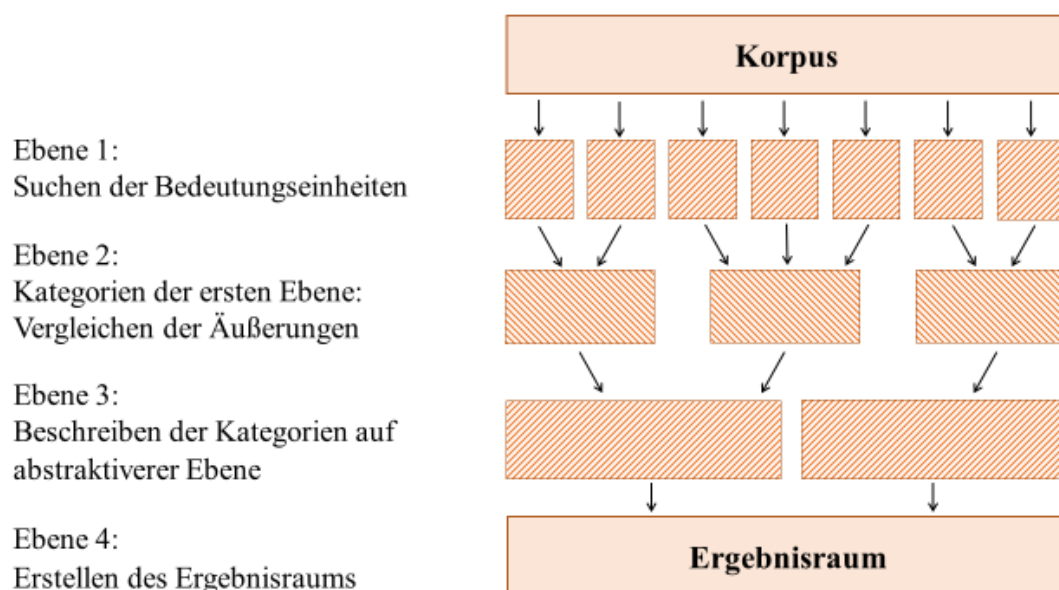 Korpus
Ebene 1:
Suchen der Bedeutungseinheiten
Ebene 2:
Kategorien der ersten Ebene:
Vergleichen der Äußerungen
Ebene 3:
Beschreiben der Kategorien auf
abstraktiverer Ebene
Ebene 4:
Erstellen des Ergebnisraums
Ergebnisraum